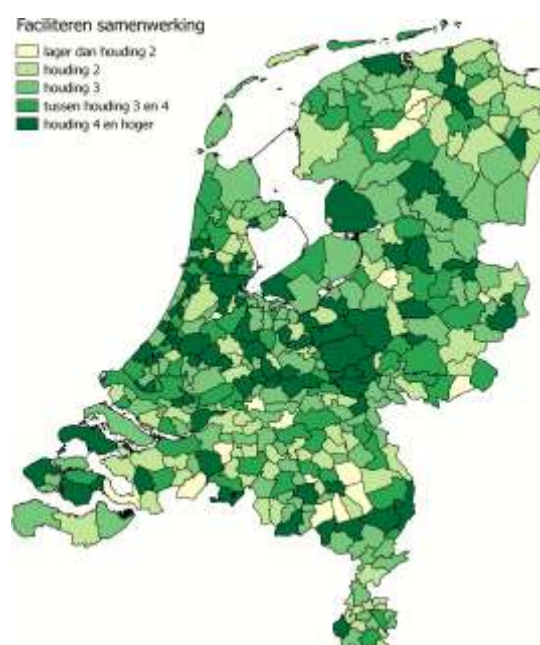 Faciliteren samenwerking
lager dan houding 2
houding 2
houding 3
tussen houding 3 en 4
houding 4 en hoger